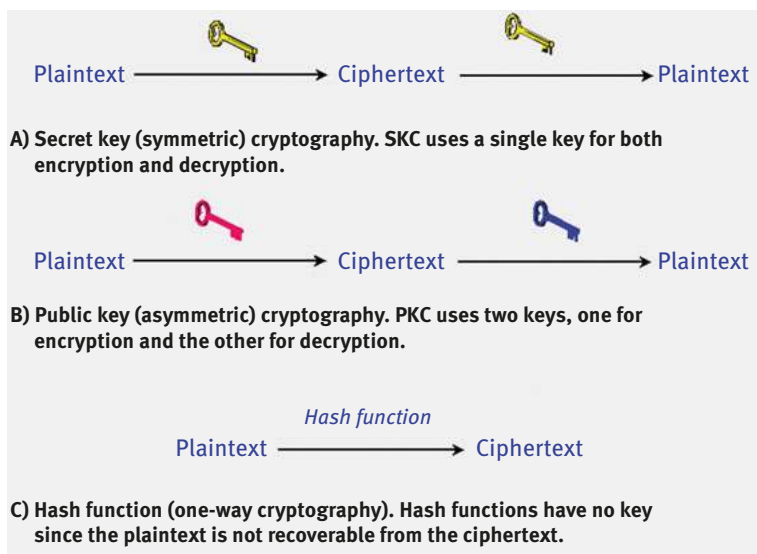 Plaintext Ciphertext Plaintext
A) Secret key (symmetric) cryptography. SKC uses a single key for both
encryption and decryption.
Plaintext Ciphertext Plaintext
B) Public key (asymmetric) cryptography. PKC uses two keys, one for
encryption and the other for decryption.
Hash function
Plaintext Ciphertext
C) Hash function (one-way cryptography). Hash functions have no key
since the plaintext is not recoverable from the ciphertext.